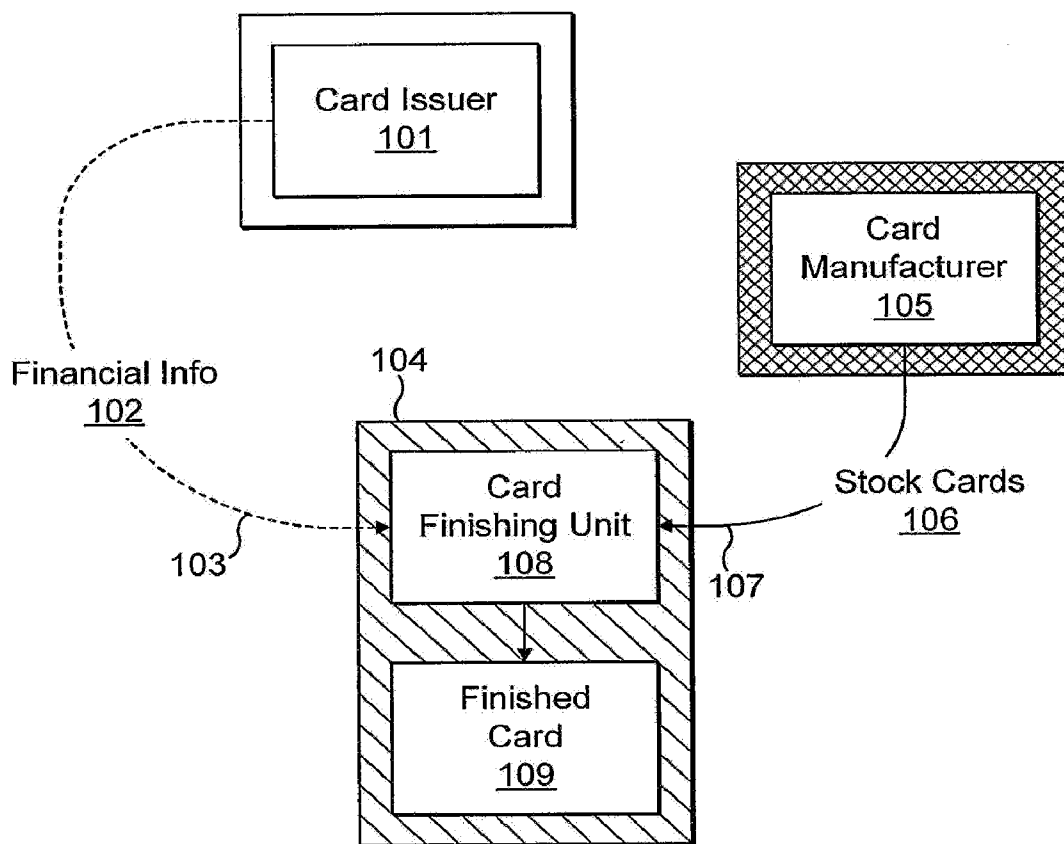 Card Issuer
101
Card
Manufacturer
105
Financial Info
102
104
Stock Cards
106
Card
Finishing Unit
108
103
107
Finished
Card
109